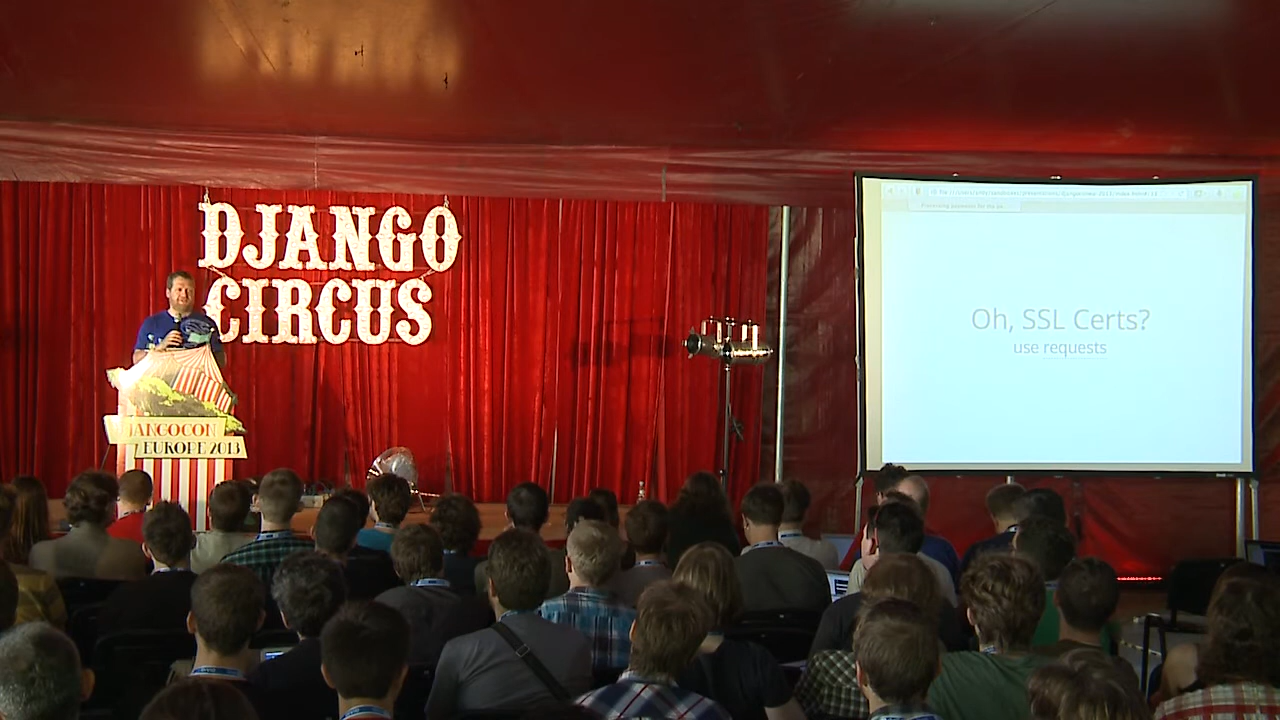 DJANGO
CIRCUS
DJANGOCON
EUROPE 2013
Oh, SSL Certs?
use requests